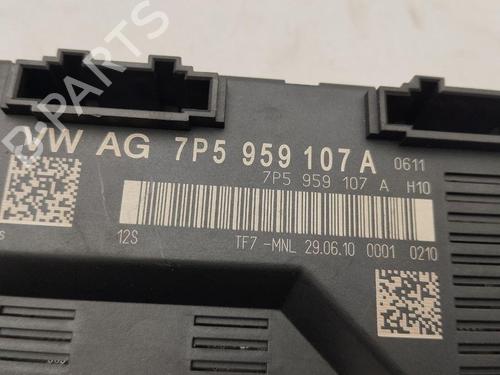 B-PARTS
VW AG 7P5 959 107 A 0611
7P5 959 107 A H10
12S TF7 -MNL 29.06.10 0001 0210